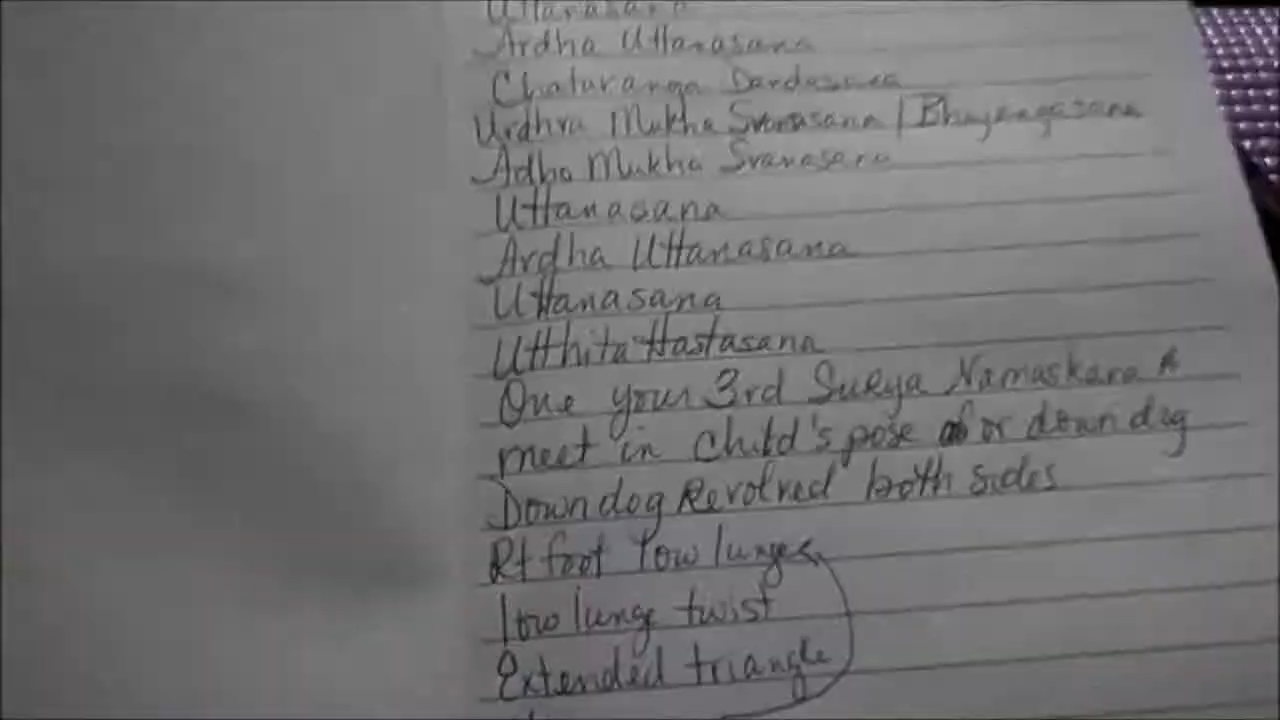 Uttanasana
Ardha Uttanasana
Chaturanga Dandasana
Urdhva Mukha Svanasana / Bhujangasana
Adho Mukha Svanasana
Uttanasana
Ardha Uttanasana
Uttanasana
Utthita Hastasana
One your 3rd Surya Namaskara A
meet in Child's pose or down dog
Down dog Revolved both sides
Rt foot low lunge
low lunge twist
Extended triangle